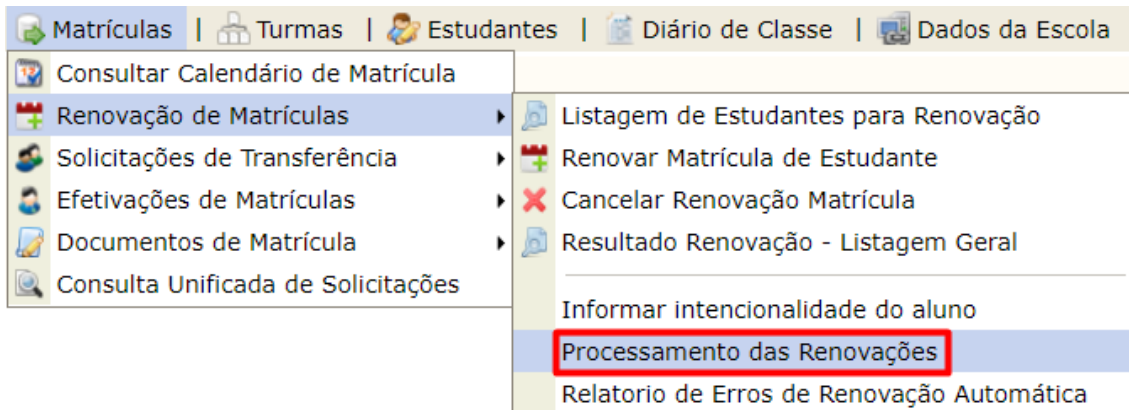 Matrículas | Turmas | Estudantes | Diário de Classe | Dados da Escola
Consultar Calendário de Matrícula
Renovação de Matrículas
Solicitações de Transferência
Efetivações de Matrículas
Documentos de Matrícula
Consulta Unificada de Solicitações
Listagem de Estudantes para Renovação
Renovar Matrícula de Estudante
Cancelar Renovação Matrícula
Resultado Renovação - Listagem Geral
Informar intencionalidade do aluno
Processamento das Renovações
Relatorio de Erros de Renovação Automática